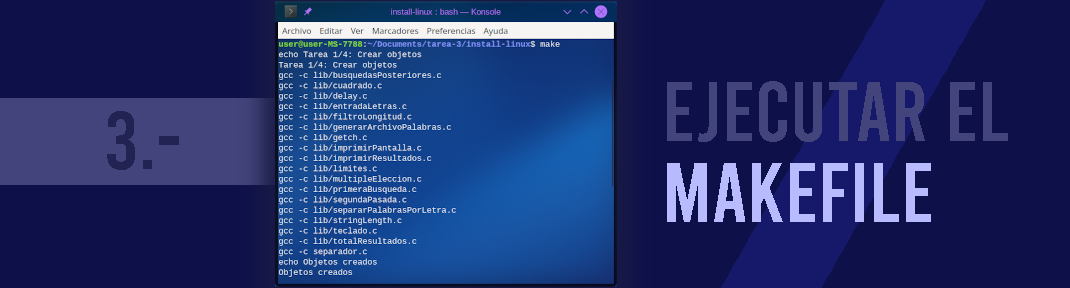 3.-
install-linux : bash — Konsole
Archivo Editar Ver Marcadores Preferencias Ayuda
user@user-MS-7788:~/Documents/tarea-3/install-linux$ make
echo Tarea 1/4: Crear objetos
Tarea 1/4: Crear objetos
gcc -c lib/busquedasPosteriores.c
gcc -c lib/cuadrado.c
gcc -c lib/delay.c
gcc -c lib/entradaLetras.c
gcc -c lib/filtroLongitud.c
gcc -c lib/generarArchivoPalabras.c
gcc -c lib/getch.c
gcc -c lib/imprimirPantalla.c
gcc -c lib/imprimirResultados.c
gcc -c lib/limites.c
gcc -c lib/multipleEleccion.c
gcc -c lib/primeraBusqueda.c
gcc -c lib/segundaPasada.c
gcc -c lib/separarPalabrasPorLetra.c
gcc -c lib/stringLength.c
gcc -c lib/teclado.c
gcc -c lib/totalResultados.c
gcc -c separador.c
echo Objetos creados
Objetos creados
EJECUTAR EL
MAKEFILE